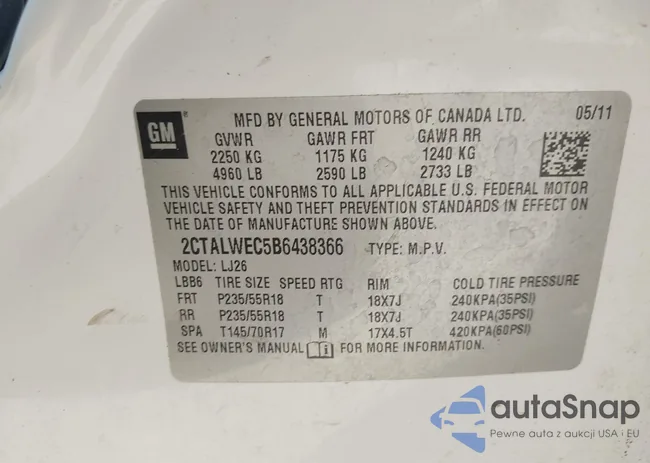 GM
MFD BY GENERAL MOTORS OF CANADA LTD. 05/11
GVWR GAWR FRT GAWR RR
2250 KG 1175 KG 1240 KG
4960 LB 2590 LB 2733 LB
THIS VEHICLE CONFORMS TO ALL APPLICABLE U.S. FEDERAL MOTOR
VEHICLE SAFETY AND THEFT PREVENTION STANDARDS IN EFFECT ON
THE DATE OF MANUFACTURE SHOWN ABOVE.
2CTALWEC5B6438366 TYPE: M.P.V.
MODEL: LJ26
LBB6 TIRE SIZE SPEED RTG RIM COLD TIRE PRESSURE
FRT P235/55R18 T 18X7J 240KPA(35PSI)
RR P235/55R18 T 18X7J 240KPA(35PSI)
SPA T145/70R17 M 17X4.5T 420KPA(60PSI)
SEE OWNER'S MANUAL FOR MORE INFORMATION.
autaSnap
Pewne auta z aukcji USA i EU